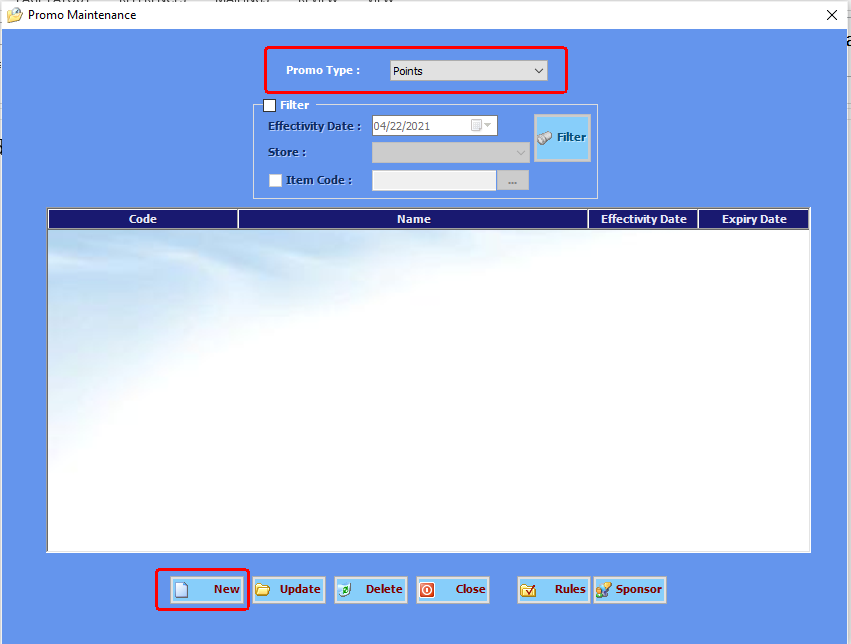 Promo Maintenance
Promo Type : Points
Filter
Effectivity Date : 04/22/2021
Filter
Store :
Item Code : ...
Code Name Effectivity Date Expiry Date
New Update Delete Close Rules Sponsor